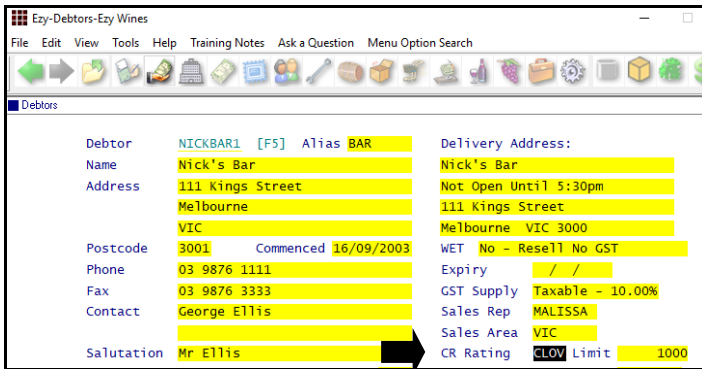 Ezy-Debtors-Ezy Wines
File Edit View Tools Help Training Notes Ask a Question Menu Option Search
Debtors
Debtor NICKBAR1 [F5] Alias BAR Delivery Address:
Name Nick's Bar Nick's Bar
Address 111 Kings Street Not Open Until 5:30pm
Melbourne 111 Kings Street
VIC Melbourne VIC 3000
Postcode 3001 Commenced 16/09/2003 WET No - Resell No GST
Phone 03 9876 1111 Expiry / /
Fax 03 9876 3333 GST Supply Taxable - 10.00%
Contact George Ellis Sales Rep MALISSA
Sales Area VIC
Salutation Mr Ellis CR Rating CLOV Limit 1000